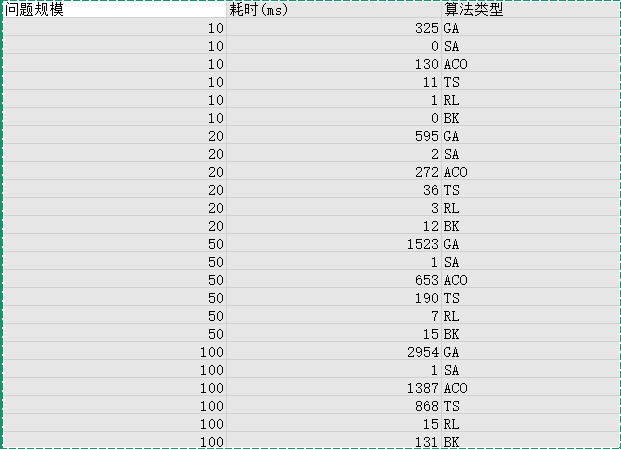 问题规模 耗时(ms) 算法类型
10 325 GA
10 0 SA
10 130 ACO
10 11 TS
10 1 RL
10 0 BK
20 595 GA
20 2 SA
20 272 ACO
20 36 TS
20 3 RL
20 12 BK
50 1523 GA
50 1 SA
50 653 ACO
50 190 TS
50 7 RL
50 15 BK
100 2954 GA
100 1 SA
100 1387 ACO
100 868 TS
100 15 RL
100 131 BK